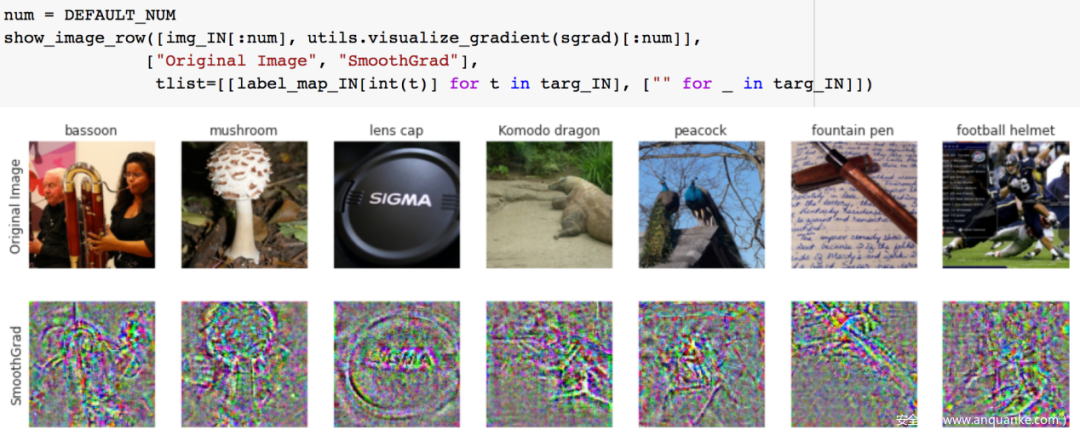 num = DEFAULT_NUM
show_image_row([img_IN[:num], utils.visualize_gradient(sgrad)[:num]],
["Original Image", "SmoothGrad"],
tlist=[[label_map_IN[int(t)] for t in targ_IN], ["" for _ in targ_IN]])
bassoon mushroom lens cap Komodo dragon peacock fountain pen football helmet
Original Image
SIGMA
SmoothGrad
SIGMA
安全 www.anquanke.com )